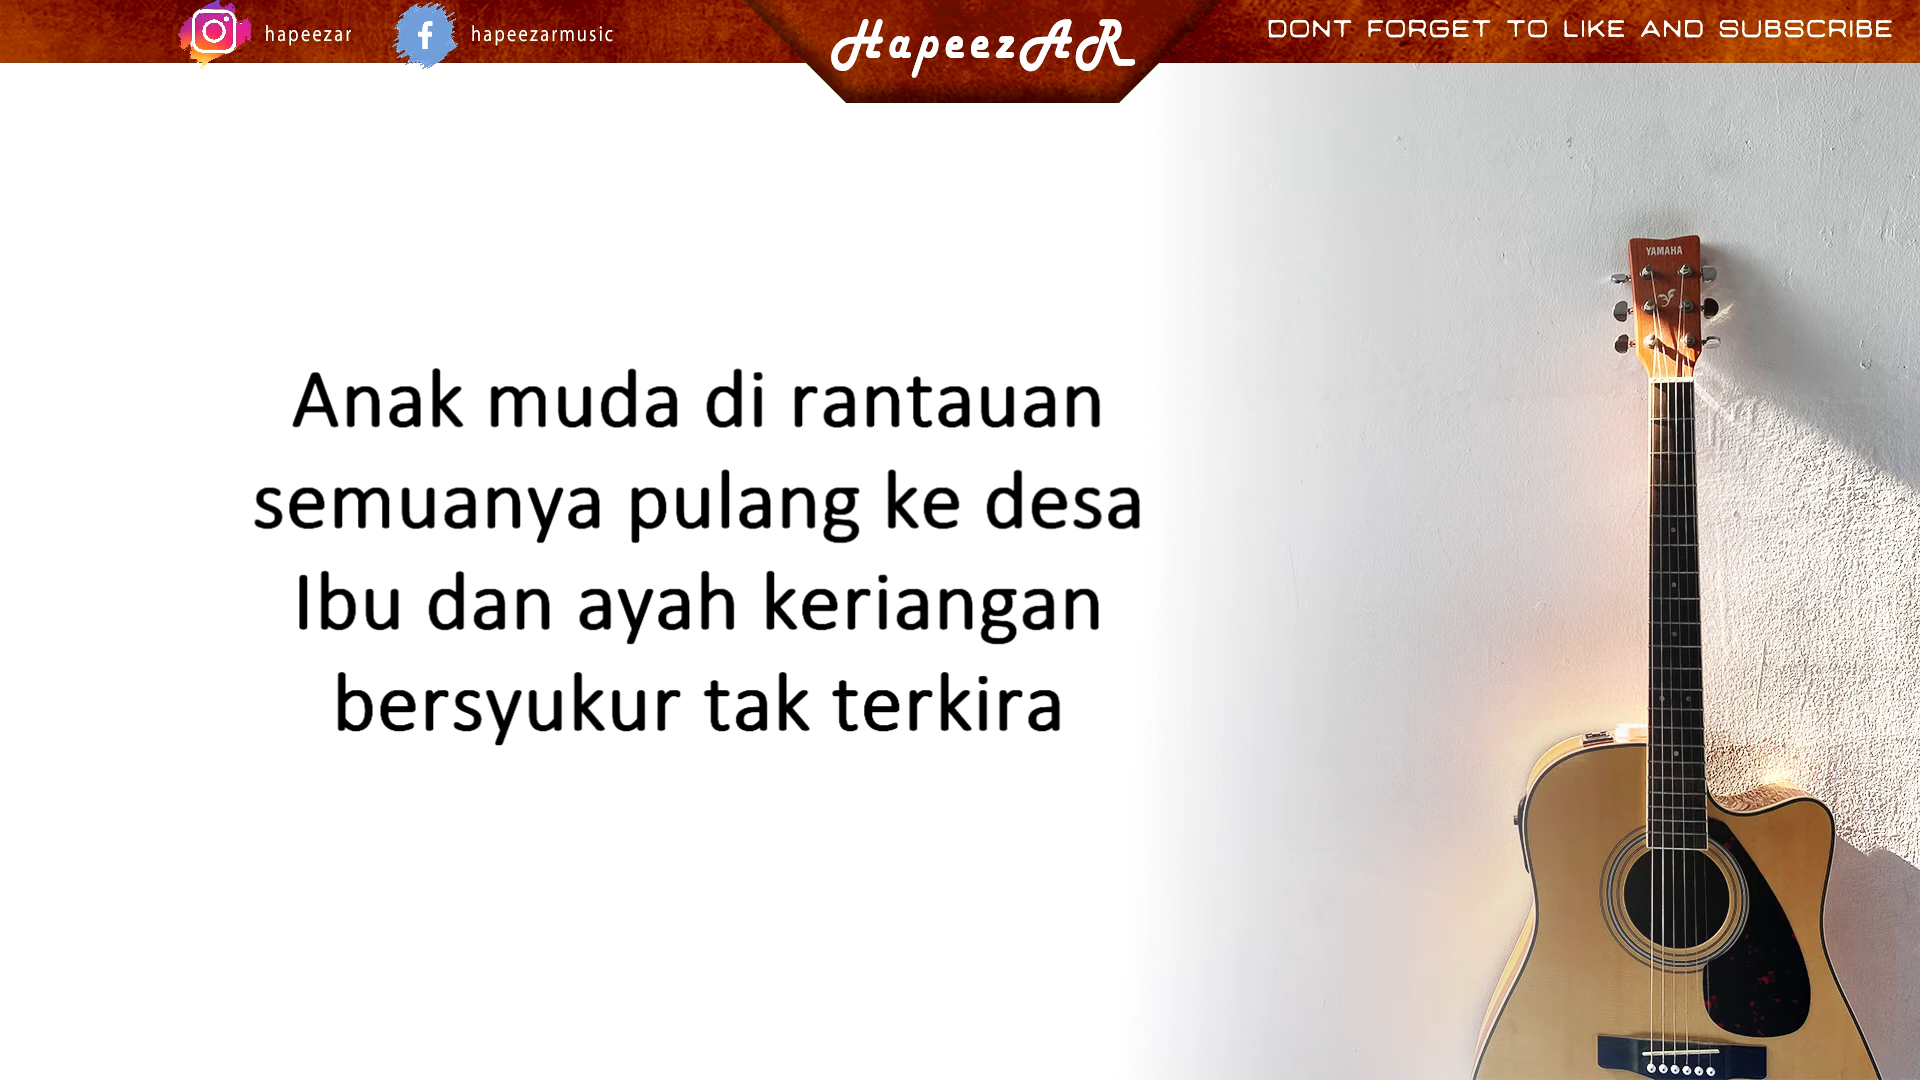 hapeezar
hapeezarmusic
HapeezAR
DONT FORGET TO LIKE AND SUBSCRIBE
YAMAHA
Anak muda di rantauan
semuanya pulang ke desa
Ibu dan ayah keriangan
bersyukur tak terkira